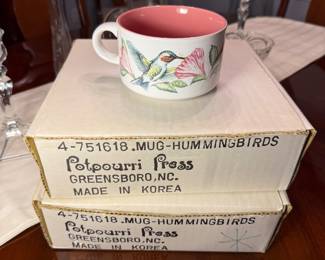 4-751618.MUG-HUMMINGBIRDS
Potpourri Press
GREENSBORO, NC.
MADE IN KOREA
4-751618.MUG-HUMMINGBIRDS
Potpourri Press
GREENSBORO, NC.
MADE IN KOREA